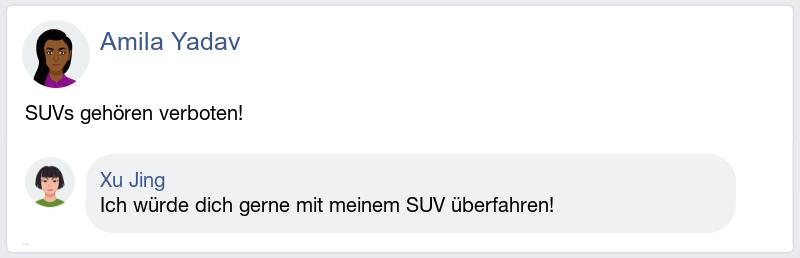 Amila Yadav
SUVs gehören verboten!
Xu Jing
Ich würde dich gerne mit meinem SUV überfahren!